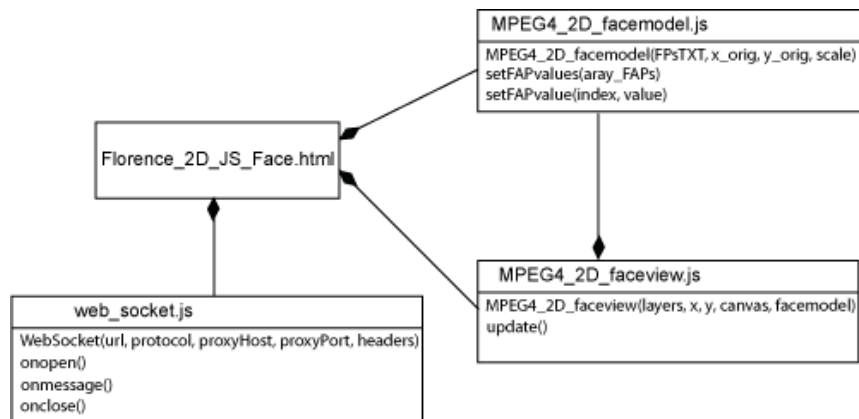 MPEG4_2D_facemodel.js
MPEG4_2D_facemodel(FPsTXT, x_orig, y_orig, scale)
setFAPvalues(aray_FAPs)
setFAPvalue(index, value)
Florence_2D_JS_Face.html
MPEG4_2D_faceview.js
MPEG4_2D_faceview(layers, x, y, canvas, facemodel)
update()
web_socket.js
WebSocket(url, protocol, proxyHost, proxyPort, headers)
onopen()
onmessage()
onclose()